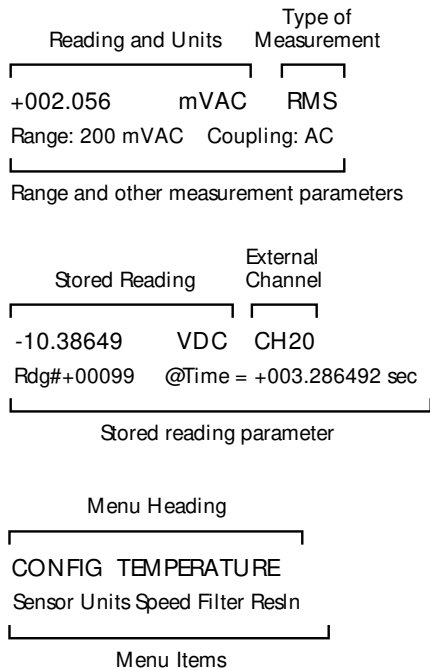 Type of
Reading and Units Measurement
+002.056 mVAC RMS
Range: 200 mVAC Coupling: AC
Range and other measurement parameters
External
Stored Reading Channel
-10.38649 VDC CH20
Rdg#+00099 @Time = +003.286492 sec
Stored reading parameter
Menu Heading
CONFIG TEMPERATURE
Sensor Units Speed Filter Resln
Menu Items